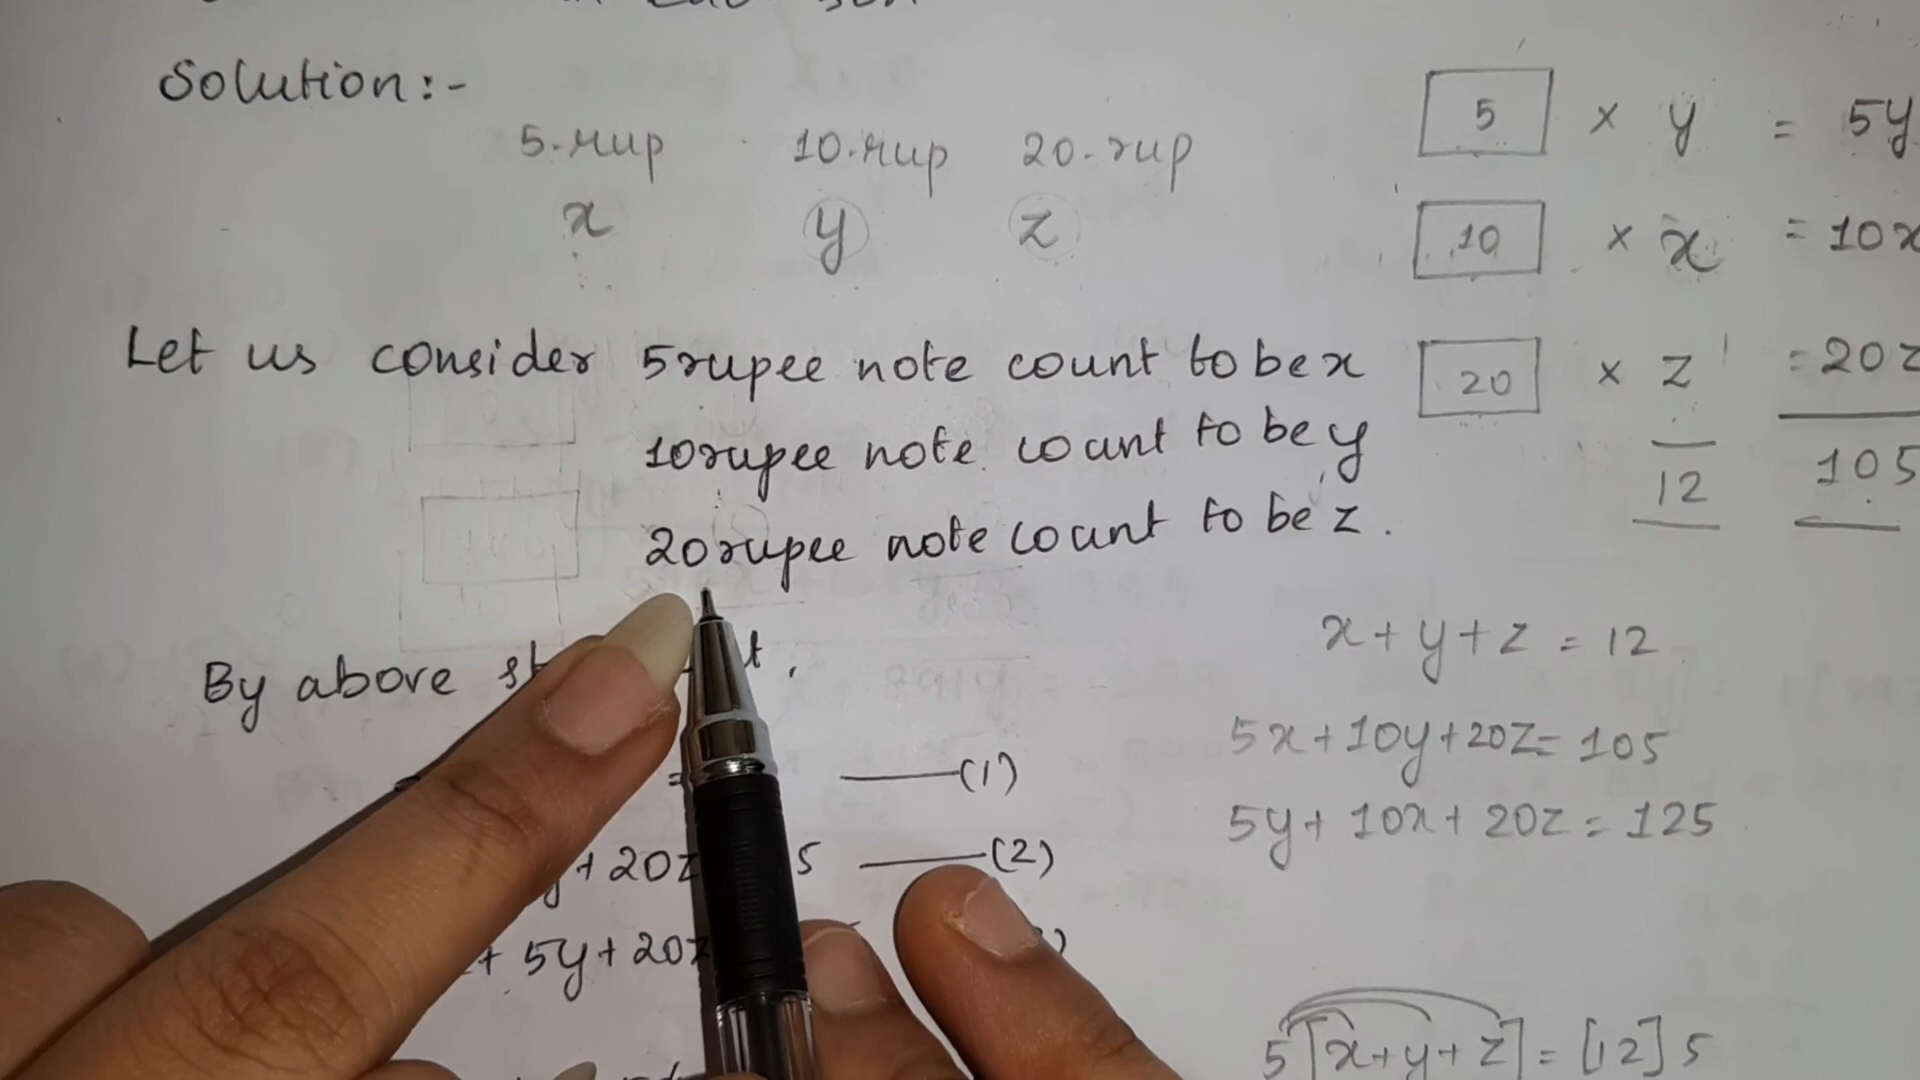 Solution:-
5.rup 10.rup 20-rup
x y z
Let us consider 5rupee note count to be x
10rupee note count to be y
20rupee note count to be z.
By above
(1)
+ 20z 5 (2)
+ 5y + 20z
5 × y = 5y
10 × x = 10x
20 × z = 20z
12 105
x + y + z = 12
5x + 10y + 20z = 105
5y + 10x + 20z = 125
5[x+y+z] = [12] 5